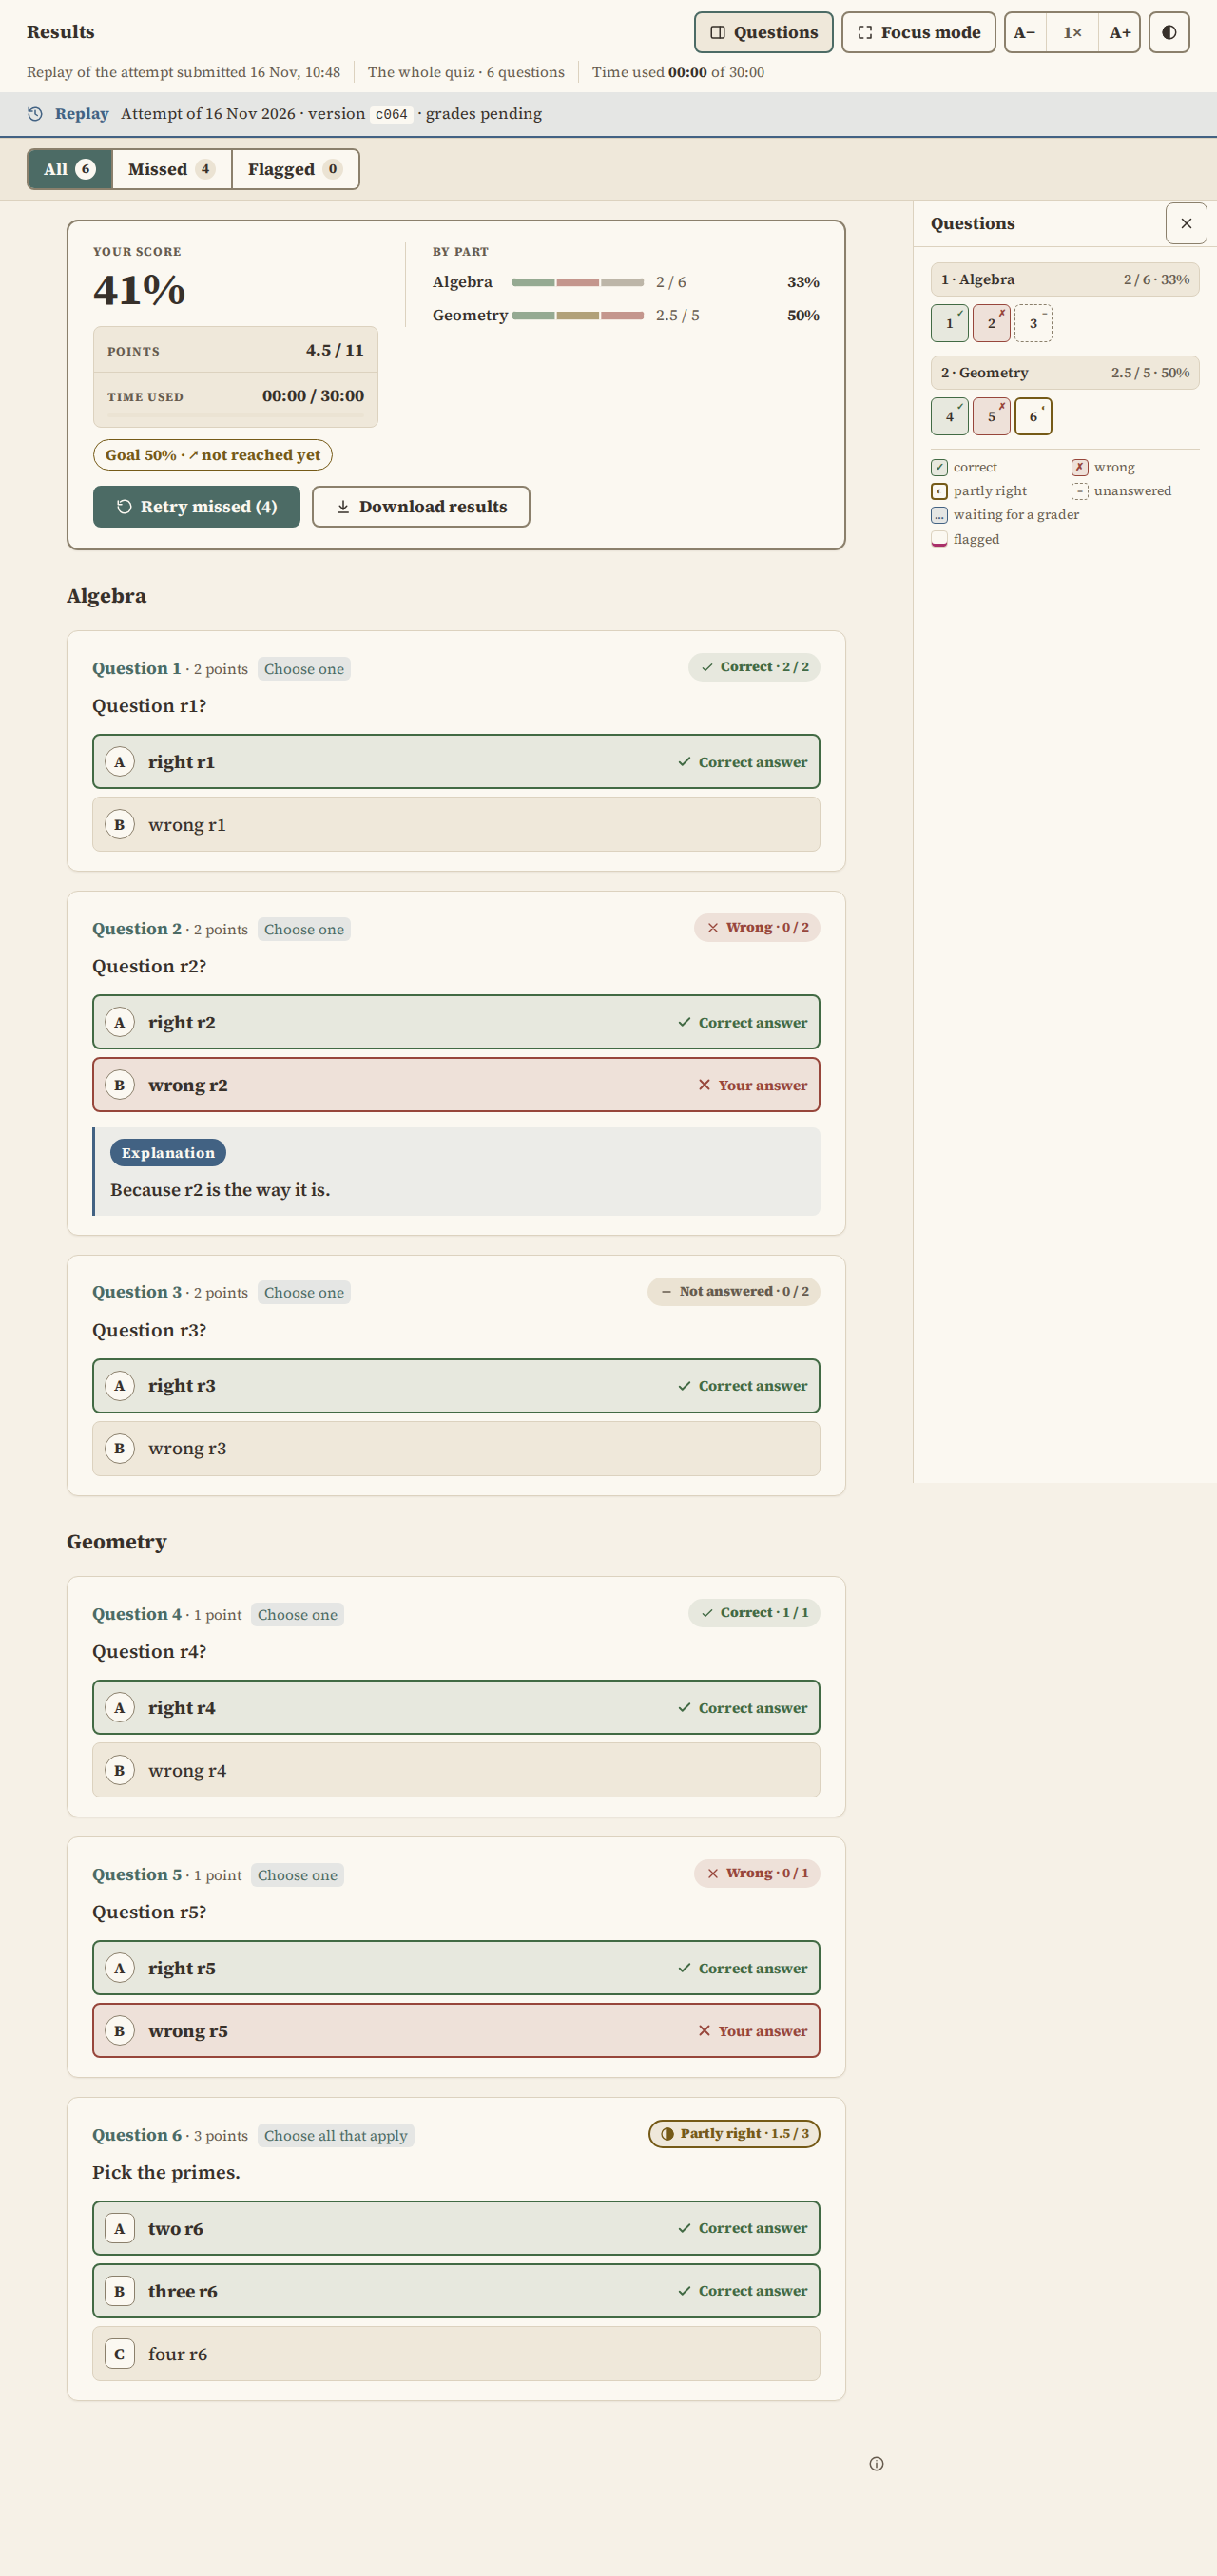 Results
Questions
Focus mode
A−
1×
A+
Replay of the attempt submitted 16 Nov, 10:48
The whole quiz · 6 questions
Time used 00:00 of 30:00
Replay Attempt of 16 Nov 2026 · version c064 · grades pending
All 6
Missed 4
Flagged 0
YOUR SCORE
41%
POINTS 4.5 / 11
TIME USED 00:00 / 30:00
Goal 50% · ↗ not reached yet
BY PART
Algebra 2 / 6 33%
Geometry 2.5 / 5 50%
Retry missed (4)
Download results
Questions
1 · Algebra 2 / 6 · 33%
1 ✓
2 ✗
3 –
2 · Geometry 2.5 / 5 · 50%
4 ✓
5 ✗
6
✓ correct
✗ wrong
partly right
– unanswered
… waiting for a grader
flagged
Algebra
Question 1 · 2 points Choose one
✓ Correct · 2 / 2
Question r1?
A right r1 ✓ Correct answer
B wrong r1
Question 2 · 2 points Choose one
✕ Wrong · 0 / 2
Question r2?
A right r2 ✓ Correct answer
B wrong r2 ✕ Your answer
Explanation
Because r2 is the way it is.
Question 3 · 2 points Choose one
– Not answered · 0 / 2
Question r3?
A right r3 ✓ Correct answer
B wrong r3
Geometry
Question 4 · 1 point Choose one
✓ Correct · 1 / 1
Question r4?
A right r4 ✓ Correct answer
B wrong r4
Question 5 · 1 point Choose one
✕ Wrong · 0 / 1
Question r5?
A right r5 ✓ Correct answer
B wrong r5 ✕ Your answer
Question 6 · 3 points Choose all that apply
Partly right · 1.5 / 3
Pick the primes.
A two r6 ✓ Correct answer
B three r6 ✓ Correct answer
C four r6